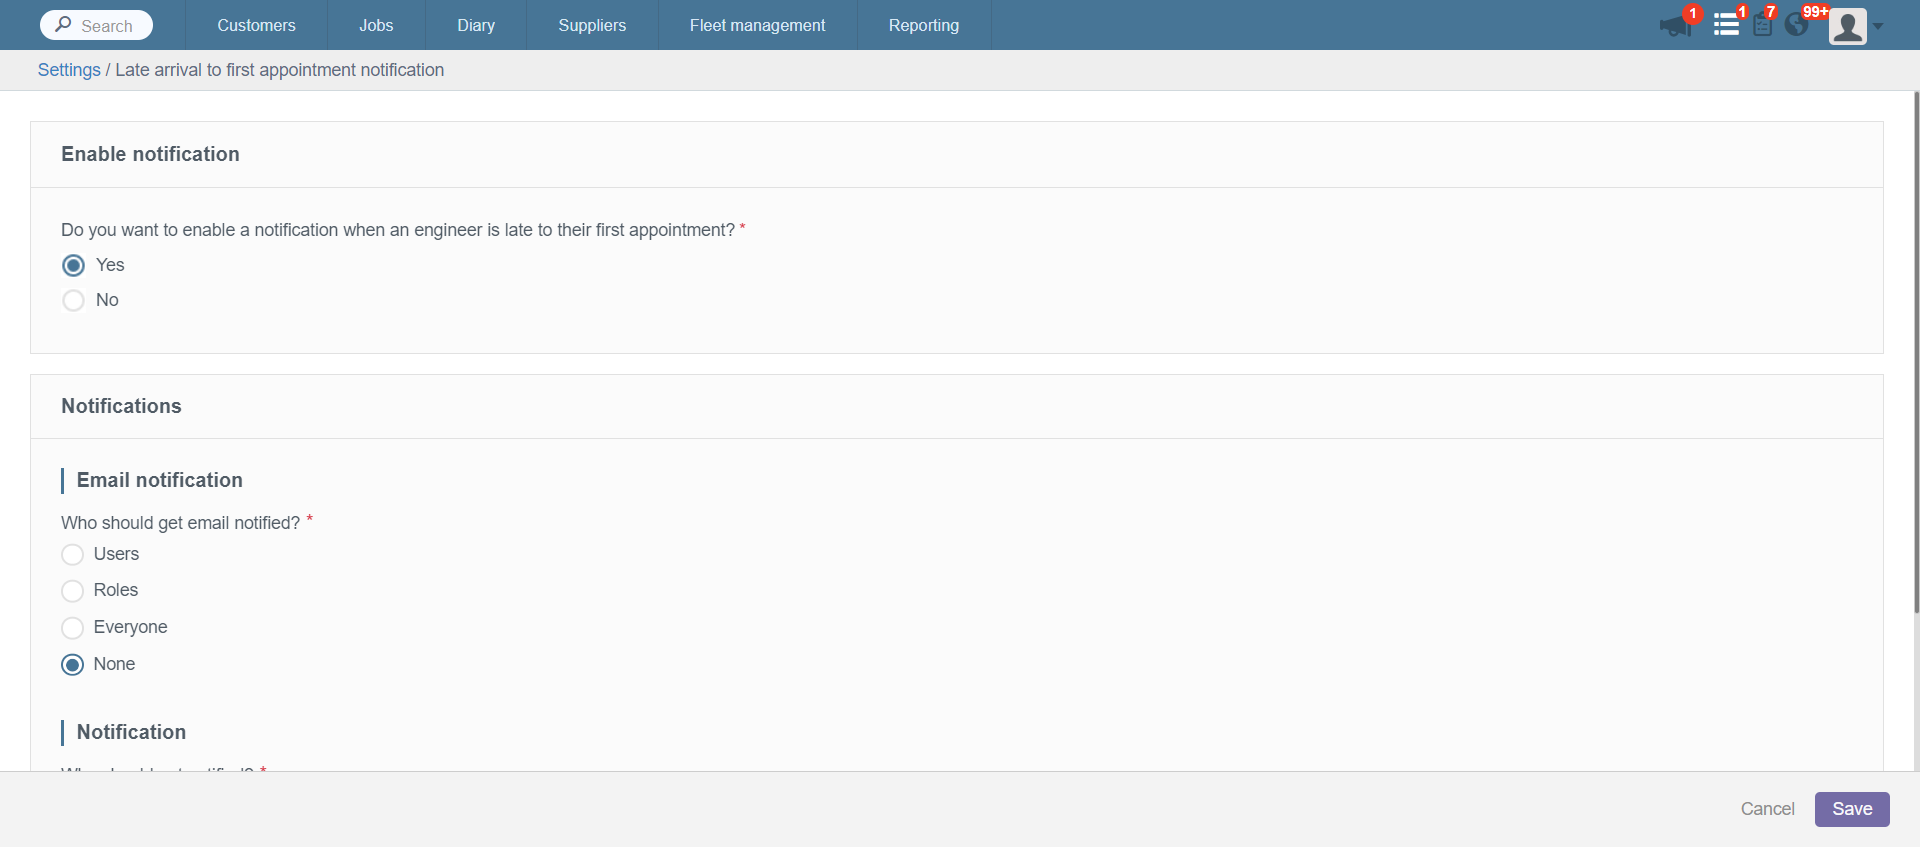 Search
Customers
Jobs
Diary
Suppliers
Fleet management
Reporting
1
1
7
99+
Settings / Late arrival to first appointment notification
Enable notification
Do you want to enable a notification when an engineer is late to their first appointment? *
Yes
No
Notifications
Email notification
Who should get email notified? *
Users
Roles
Everyone
None
Notification
Cancel
Save